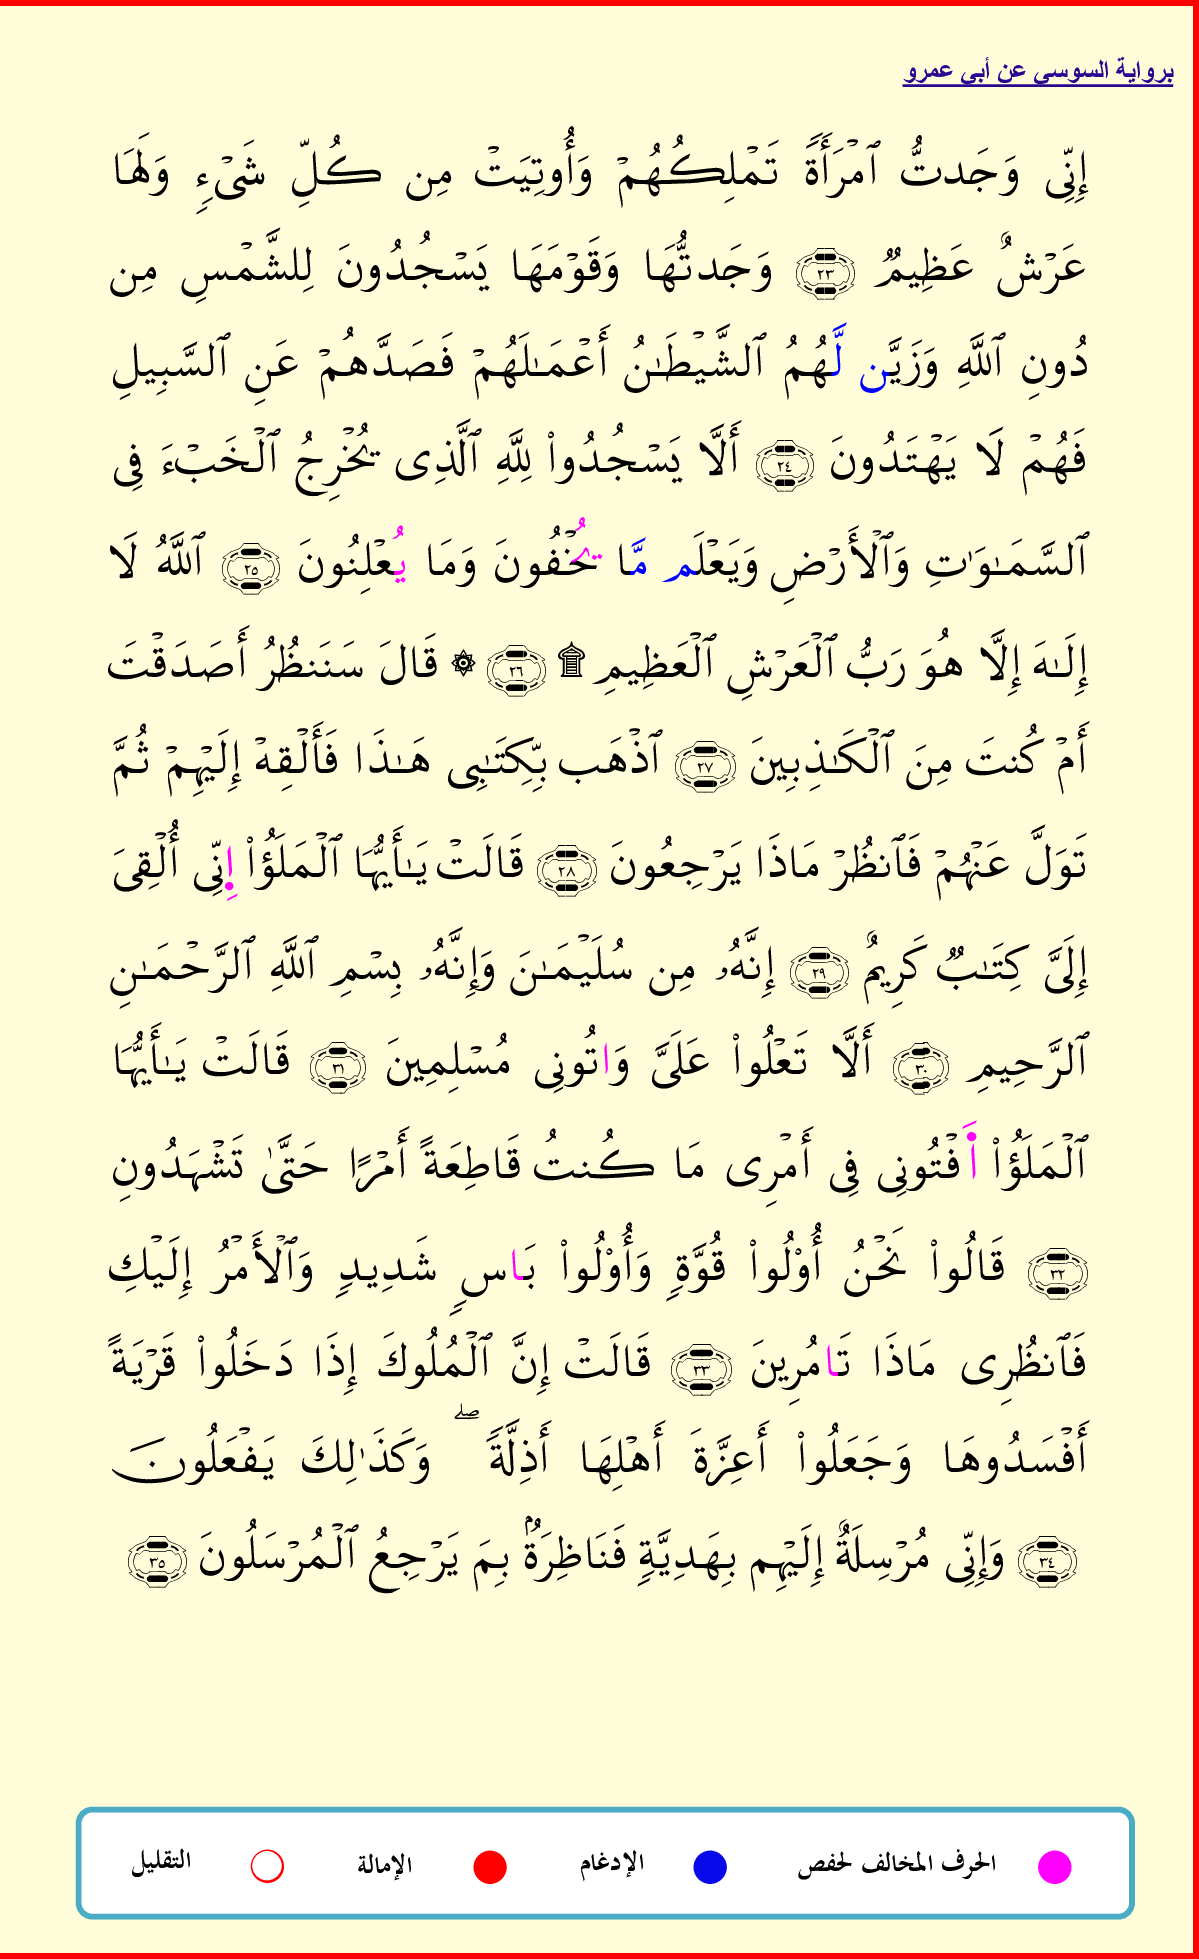 برواية السوسي عن أبي عمرو
إِنِّى وَجَدتُّ ٱمْرَأَةً تَمْلِكُهُمْ وَأُوتِيَتْ مِن كُلِّ شَىْءٍ وَلَهَا
عَرْشٌ عَظِيمٌ ٢٣ وَجَدتُّهَا وَقَوْمَهَا يَسْجُدُونَ لِلشَّمْسِ مِن
دُونِ ٱللَّهِ وَزَيَّن لَّهُمُ ٱلشَّيْطَـٰنُ أَعْمَـٰلَهُمْ فَصَدَّهُمْ عَنِ ٱلسَّبِيلِ
فَهُمْ لَا يَهْتَدُونَ ٢٤ أَلَّا يَسْجُدُوا۟ لِلَّهِ ٱلَّذِى يُخْرِجُ ٱلْخَبْءَ فِى
ٱلسَّمَـٰوَٰتِ وَٱلْأَرْضِ وَيَعْلَم مَّا يُخْفُونَ وَمَا يُعْلِنُونَ ٢٥ ٱللَّهُ لَا
إِلَـٰهَ إِلَّا هُوَ رَبُّ ٱلْعَرْشِ ٱلْعَظِيمِ ۩ ٢٦ ۞ قَالَ سَنَنظُرُ أَصَدَقْتَ
أَمْ كُنتَ مِنَ ٱلْكَـٰذِبِينَ ٢٧ ٱذْهَب بِّكِتَـٰبِى هَـٰذَا فَأَلْقِهْ إِلَيْهِمْ ثُمَّ
تَوَلَّ عَنْهُمْ فَٱنظُرْ مَاذَا يَرْجِعُونَ ٢٨ قَالَتْ يَـٰأَيُّهَا ٱلْمَلَؤُا۟ اِ۬نِّى أُلْقِىَ
إِلَىَّ كِتَـٰبٌ كَرِيمٌ ٢٩ إِنَّهُۥ مِن سُلَيْمَـٰنَ وَإِنَّهُۥ بِسْمِ ٱللَّهِ ٱلرَّحْمَـٰنِ
ٱلرَّحِيمِ ٣٠ أَلَّا تَعْلُوا۟ عَلَىَّ وَاتُونِى مُسْلِمِينَ ٣١ قَالَتْ يَـٰأَيُّهَا
ٱلْمَلَؤُا۟ اَ۬فْتُونِى فِى أَمْرِى مَا كُنتُ قَاطِعَةً أَمْرًا حَتَّىٰ تَشْهَدُونِ
٣٢ قَالُوا۟ نَحْنُ أُو۟لُوا۟ قُوَّةٍ وَأُو۟لُوا۟ بَاسٍ شَدِيدٍ وَٱلْأَمْرُ إِلَيْكِ
فَٱنظُرِى مَاذَا تَامُرِينَ ٣٣ قَالَتْ إِنَّ ٱلْمُلُوكَ إِذَا دَخَلُوا۟ قَرْيَةً
أَفْسَدُوهَا وَجَعَلُوا۟ أَعِزَّةَ أَهْلِهَا أَذِلَّةً ۖ وَكَذَٰلِكَ يَفْعَلُونَ
٣٤ وَإِنِّى مُرْسِلَةٌ إِلَيْهِم بِهَدِيَّةٍ فَنَاظِرَةٌۢ بِمَ يَرْجِعُ ٱلْمُرْسَلُونَ ٣٥
الحرف المخالف لحفص الإدغام الإمالة التقليل